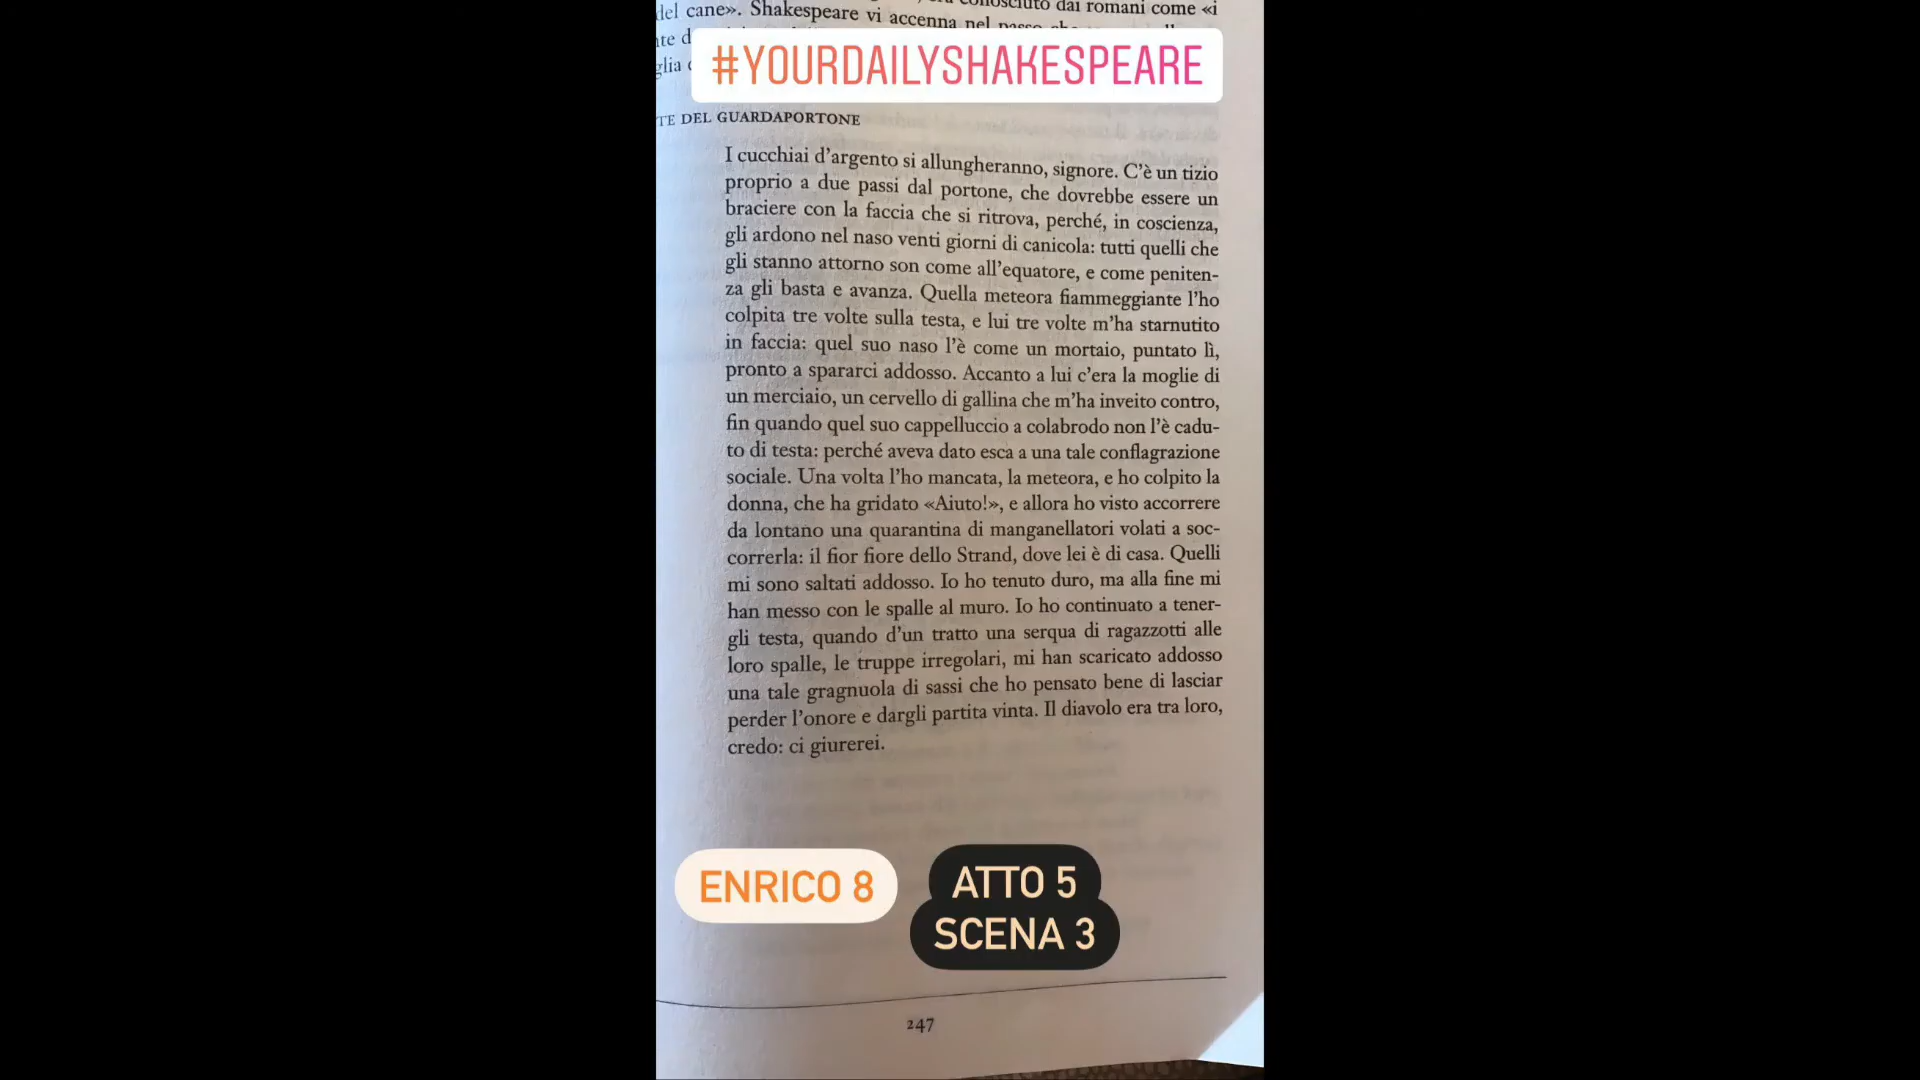 del cane». Shakespeare vi accenna nel
conosciuto dai romani come «i
#YOURDAILYSHAKESPEARE
TE DEL GUARDAPORTONE
I cucchiai d'argento si allungheranno, signore. C'è un tizio
proprio a due passi dal portone, che dovrebbe essere un
braciere con la faccia che si ritrova, perché, in coscienza,
gli ardono nel naso venti giorni di canicola: tutti quelli che
gli stanno attorno son come all'equatore, e come peniten-
za gli basta e avanza. Quella meteora fiammeggiante l'ho
colpita tre volte sulla testa, e lui tre volte m'ha starnutito
in faccia: quel suo naso l'è come un mortaio, puntato lì,
pronto a spararci addosso. Accanto a lui c'era la moglie di
un merciaio, un cervello di gallina che m'ha inveito contro,
fin quando quel suo cappelluccio a colabrodo non l'è cadu-
to di testa: perché aveva dato esca a una tale conflagrazione
sociale. Una volta l'ho mancata, la meteora, e ho colpito la
donna, che ha gridato «Aiuto!», e allora ho visto accorrere
da lontano una quarantina di manganellatori volati a soc-
correrla: il fior fiore dello Strand, dove lei è di casa. Quelli
mi sono saltati addosso. Io ho tenuto duro, ma alla fine mi
han messo con le spalle al muro. Io ho continuato a tener-
gli testa, quando d'un tratto una serqua di ragazzotti alle
loro spalle, le truppe irregolari, mi han scaricato addosso
una tale gragnuola di sassi che ho pensato bene di lasciar
perder l'onore e dargli partita vinta. Il diavolo era tra loro,
credo: ci giurerei.
ENRICO 8
ATTO 5
SCENA 3
247